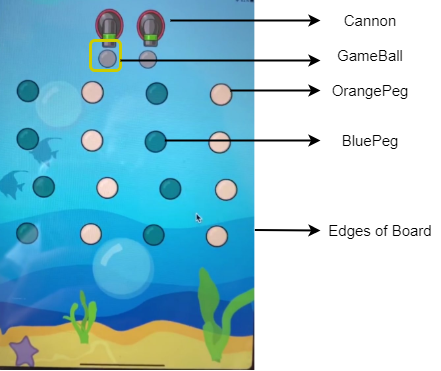 Cannon
GameBall
OrangePeg
BluePeg
Edges of Board